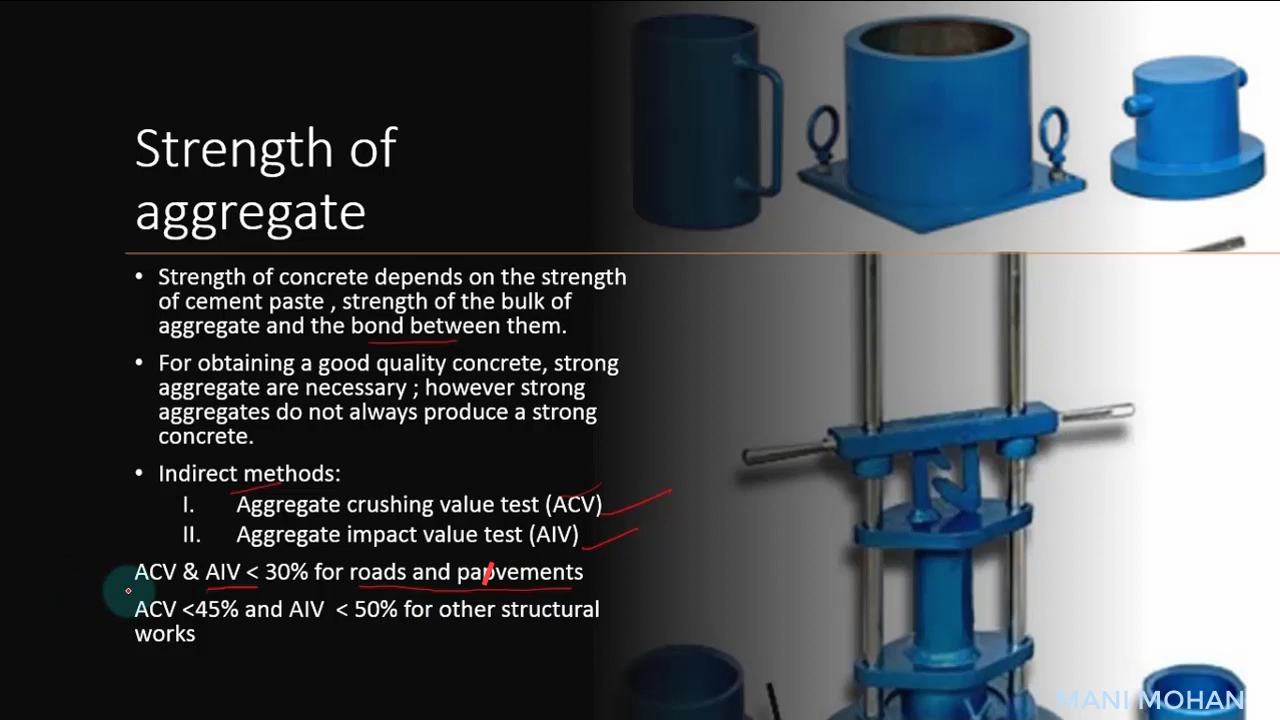 Strength of
aggregate
• Strength of concrete depends on the strength
of cement paste , strength of the bulk of
aggregate and the bond between them.
• For obtaining a good quality concrete, strong
aggregate are necessary ; however strong
aggregates do not always produce a strong
concrete.
• Indirect methods:
I. Aggregate crushing value test (ACV)
II. Aggregate impact value test (AIV)
ACV & AIV < 30% for roads and papvements
ACV <45% and AIV < 50% for other structural
works
MANI MOHAN